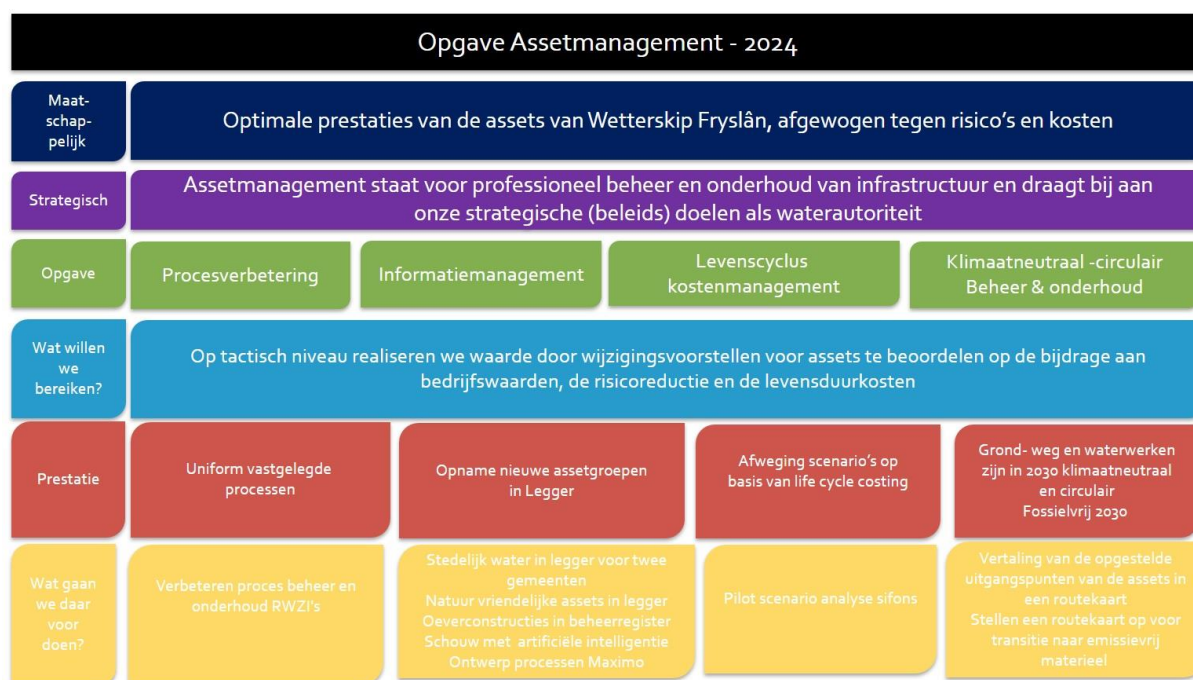 Opgave Assetmanagement - 2024
Maat-
schap-
pelijk
Optimale prestaties van de assets van Wetterskip Fryslân, afgewogen tegen risico's en kosten
Strategisch
Assetmanagement staat voor professioneel beheer en onderhoud van infrastructuur en draagt bij aan
onze strategische (beleids) doelen als waterautoriteit
Opgave
Procesverbetering
Informatiemanagement
Levenscyclus
kostenmanagement
Klimaatneutraal -circulair
Beheer & onderhoud
Wat willen
we
bereiken?
Op tactisch niveau realiseren we waarde door wijzigingsvoorstellen voor assets te beoordelen op de bijdrage aan
bedrijfswaarden, de risicoreductie en de levensduurkosten
Prestatie
Uniform vastgelegde
processen
Opname nieuwe assetgroepen
in Legger
Afweging scenario's op
basis van life cycle costing
Grond- weg en waterwerken
zijn in 2030 klimaatneutraal
en circulair
Fossielvrij 2030
Wat gaan
we daar
voor
doen?
Verbeteren proces beheer en
onderhoud RWZI's
Stedelijk water in legger voor twee
gemeenten
Natuur vriendelijke assets in legger
Oeverconstructies in beheerregister
Schouw met artificiële intelligentie
Ontwerp processen Maximo
Pilot scenario analyse sifons
Vertaling van de opgestelde
uitgangspunten van de assets in
een routekaart
Stellen een routekaart op voor
transitie naar emissievrij
materieel